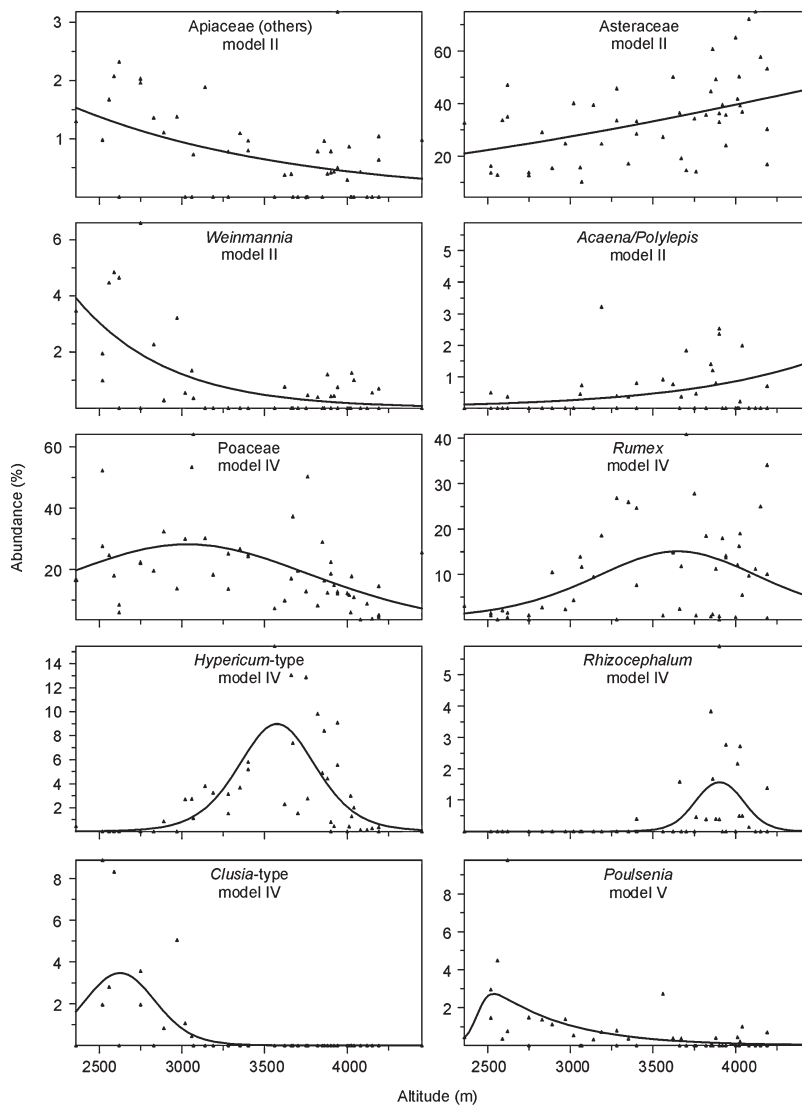 Apiaceae (others)
model II
3
2
1
Asteraceae
model II
60
40
20
Weinmannia
model II
6
4
2
Acaena/Polylepis
model II
5
4
3
2
1
Abundance (%)
Poaceae
model IV
60
40
20
Rumex
model IV
40
30
20
10
Hypericum-type
model IV
14
12
10
8
6
4
2
Rhizocephalum
model IV
5
4
3
2
1
Clusia-type
model IV
8
6
4
2
Poulsenia
model V
8
6
4
2
2500 3000 3500 4000
2500 3000 3500 4000
Altitude (m)